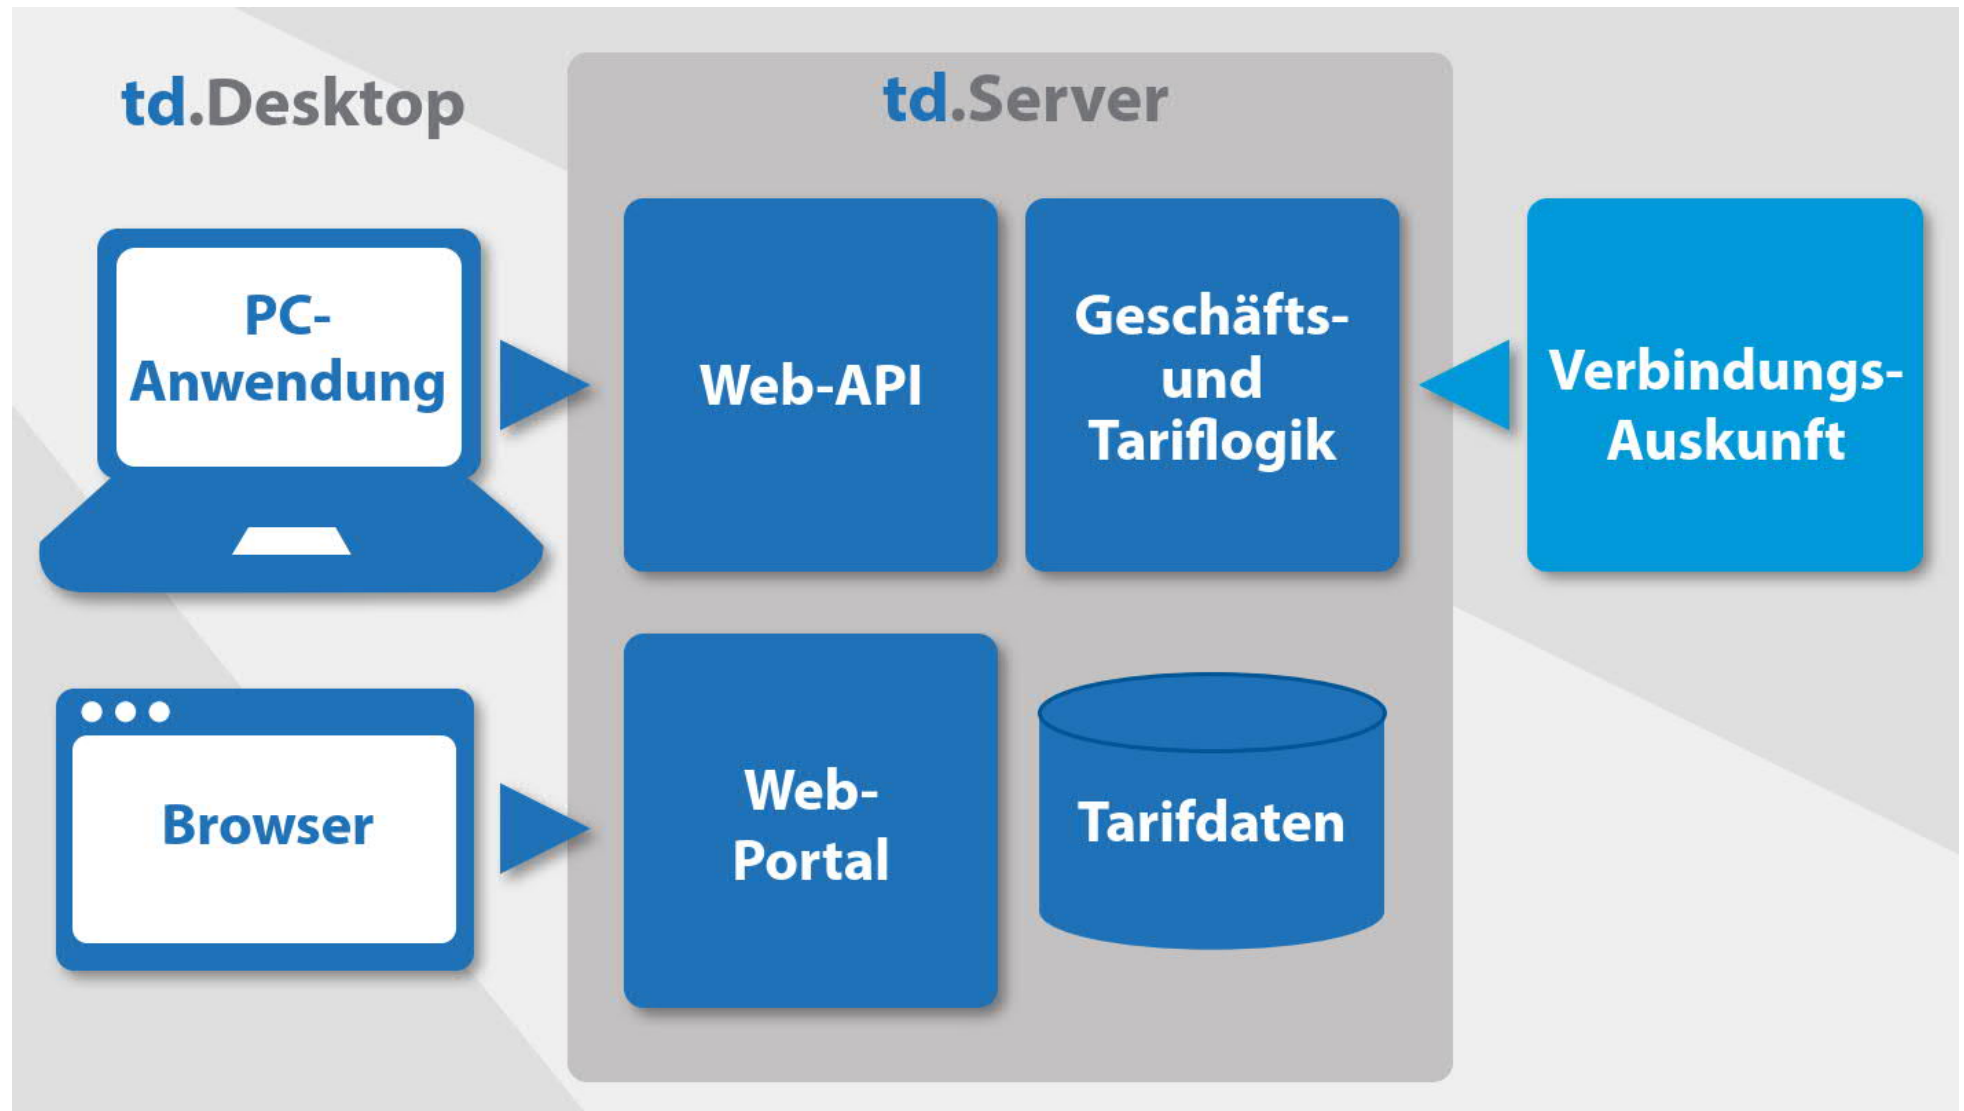 td.Desktop
td.Server
PC-
Anwendung
Web-API
Geschäfts-
und
Tariflogik
Verbindungs-
Auskunft
Browser
Web-
Portal
Tarifdaten